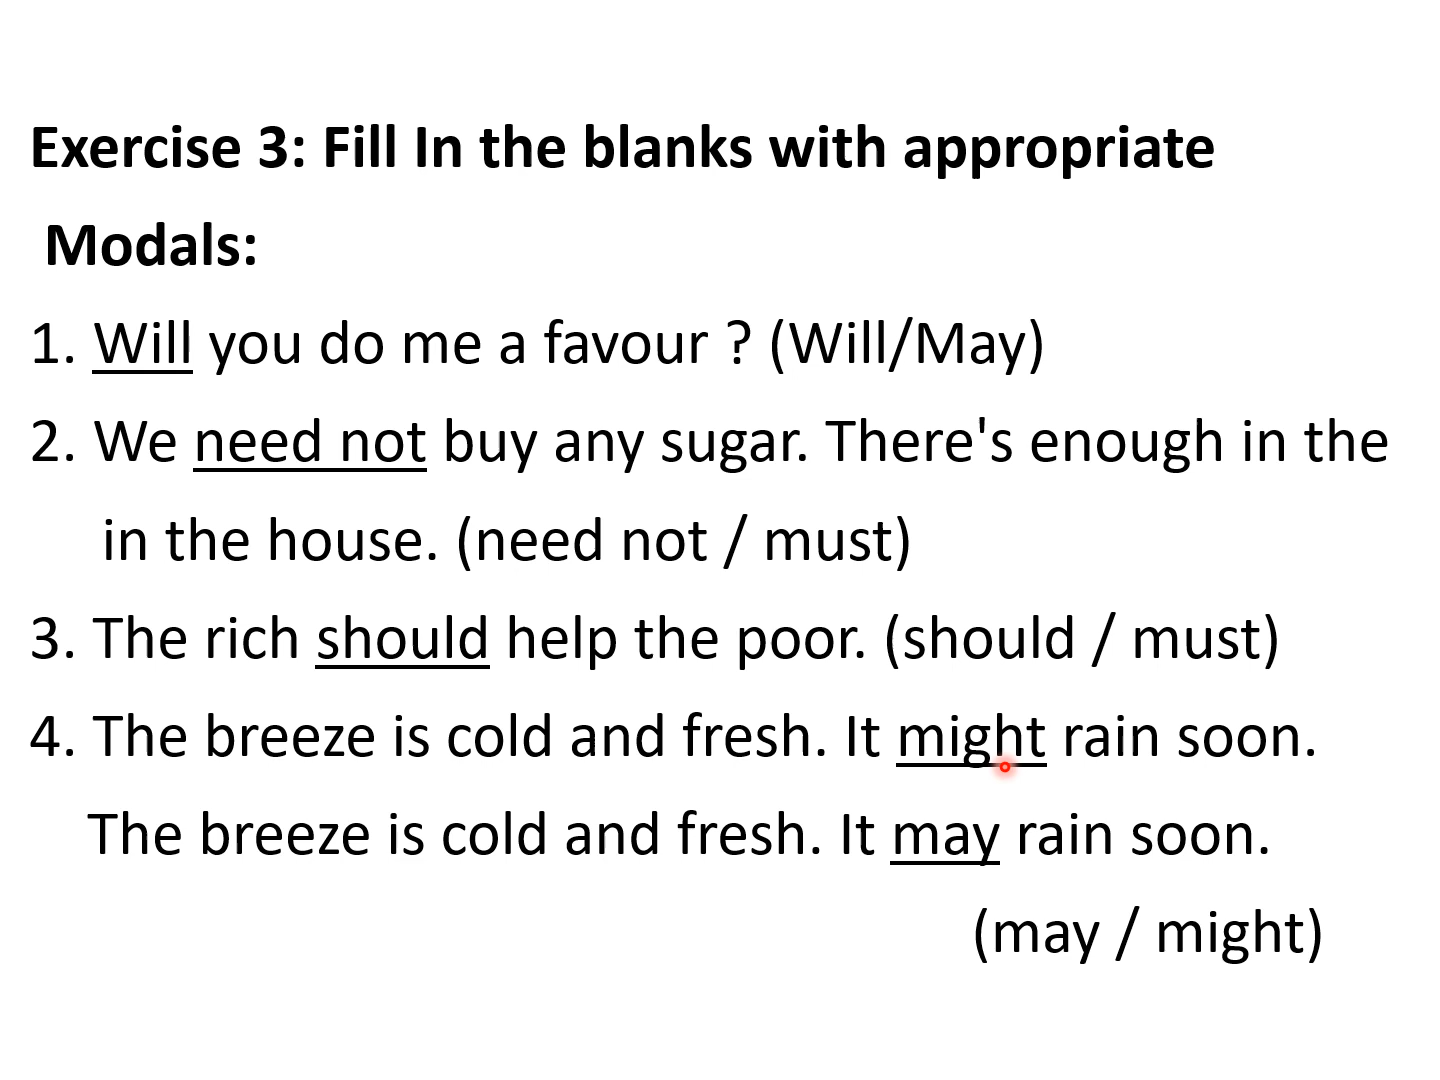 Exercise 3: Fill In the blanks with appropriate
Modals:
1. Will you do me a favour ? (Will/May)
2. We need not buy any sugar. There's enough in the
in the house. (need not / must)
3. The rich should help the poor. (should / must)
4. The breeze is cold and fresh. It might rain soon.
The breeze is cold and fresh. It may rain soon.
(may / might)